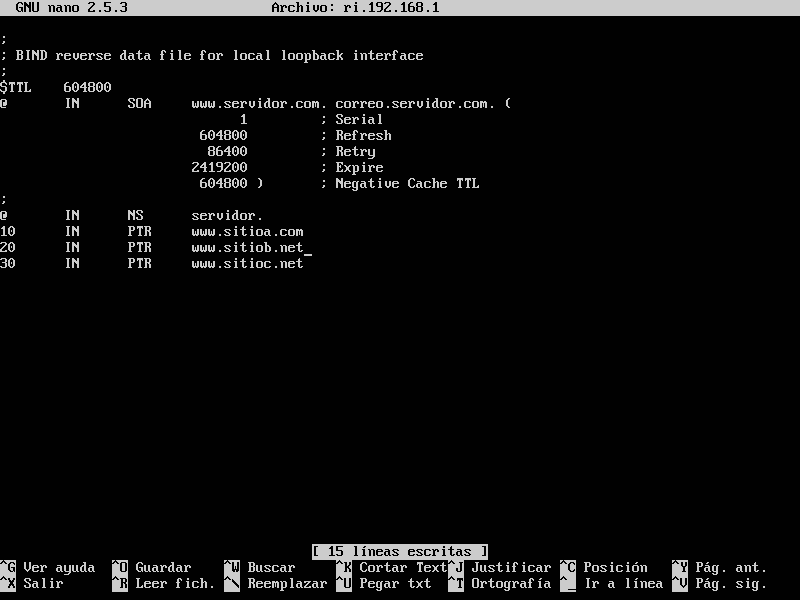 GNU nano 2.5.3 Archivo: ri.192.168.1
;
; BIND reverse data file for local loopback interface
;
$TTL 604800
@ IN SOA www.servidor.com. correo.servidor.com. (
1 ; Serial
604800 ; Refresh
86400 ; Retry
2419200 ; Expire
604800 ) ; Negative Cache TTL
;
@ IN NS servidor.
10 IN PTR www.sitioa.com
20 IN PTR www.sitiob.net_
30 IN PTR www.sitioc.net
[ 15 líneas escritas ]
^G Ver ayuda ^O Guardar ^W Buscar ^K Cortar Text ^J Justificar ^C Posición ^Y Pág. ant.
^X Salir ^R Leer fich. ^\ Reemplazar ^U Pegar txt ^T Ortografía ^_ Ir a línea ^V Pág. sig.